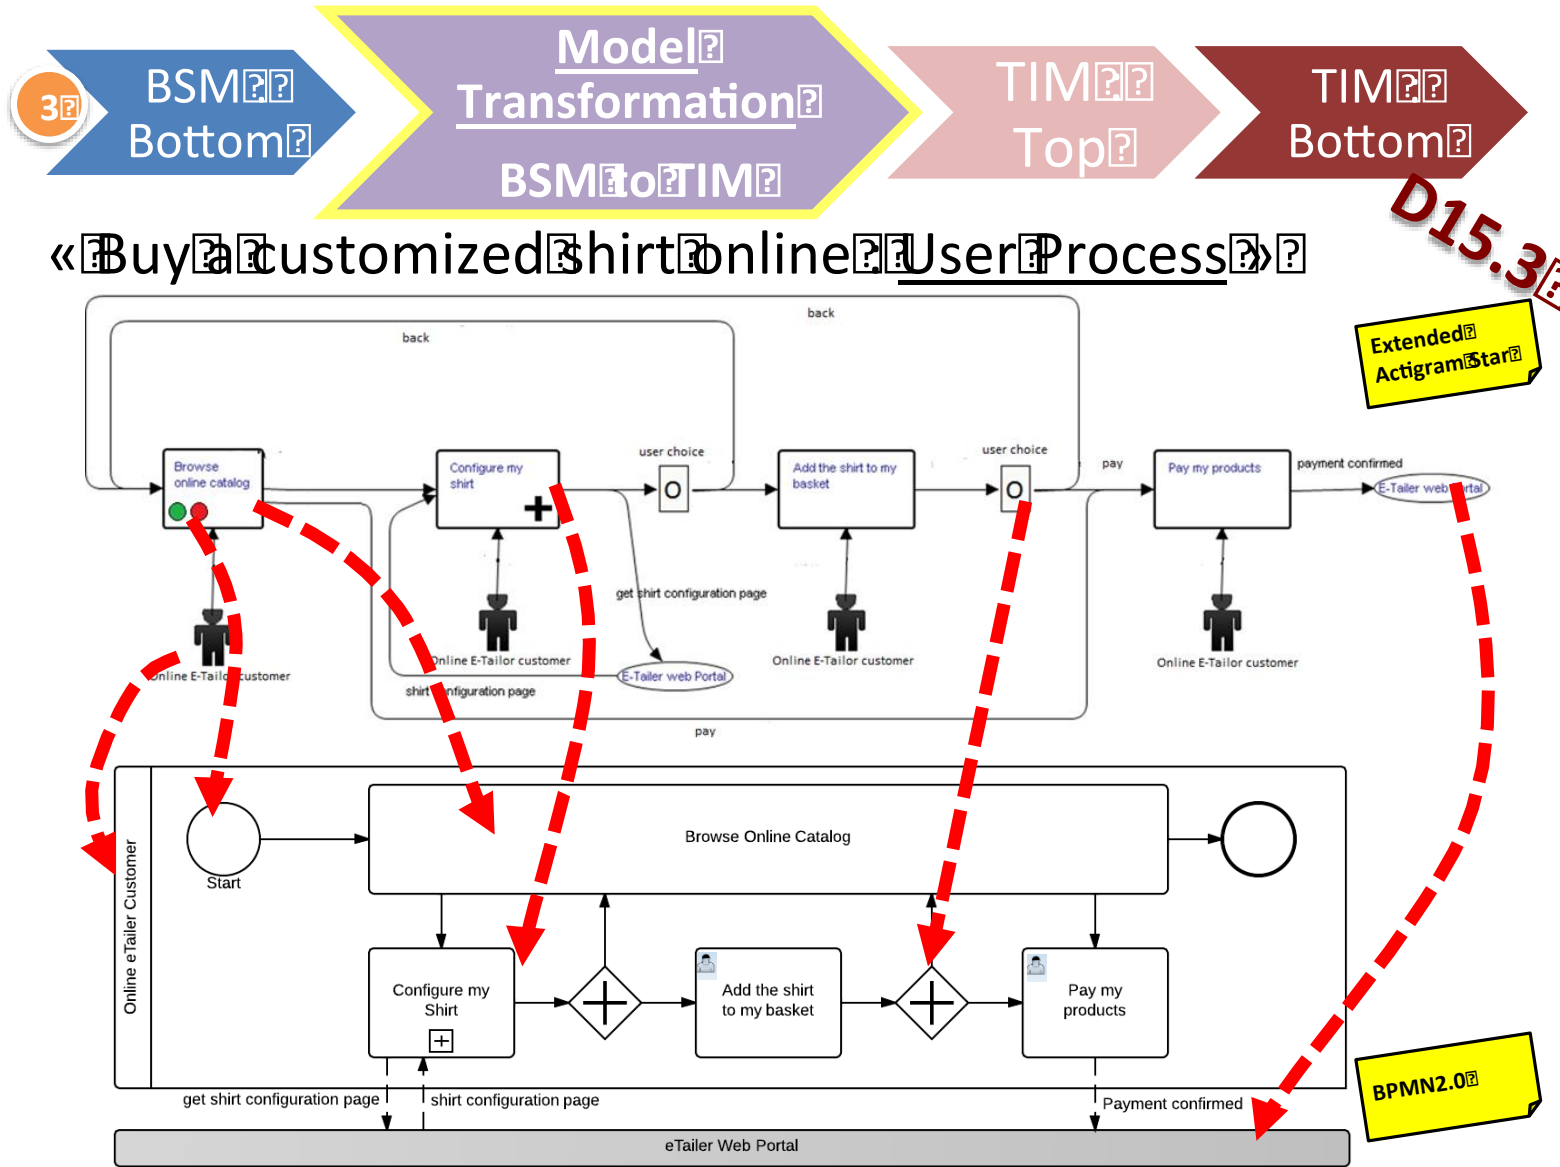 3
BSM
Bottom
Model
Transformation
BSM to TIM
TIM
Top
TIM
Bottom
D15.3
« Buy a customized shirt online : User Process »
Extended
Actigram Star
back
back
Browse
online catalog
Configure my
shirt
user choice
O
Add the shirt to my
basket
user choice
O
pay
Pay my products
payment confirmed
E-Tailer web Portal
get shirt configuration page
Online E-Tailor customer
Online E-Tailor customer
Online E-Tailor customer
Online E-Tailor customer
E-Tailer web Portal
shirt configuration page
pay
Online eTailer Customer
Start
Browse Online Catalog
Configure my
Shirt
Add the shirt
to my basket
Pay my
products
get shirt configuration page
shirt configuration page
Payment confirmed
BPMN2.0
eTailer Web Portal